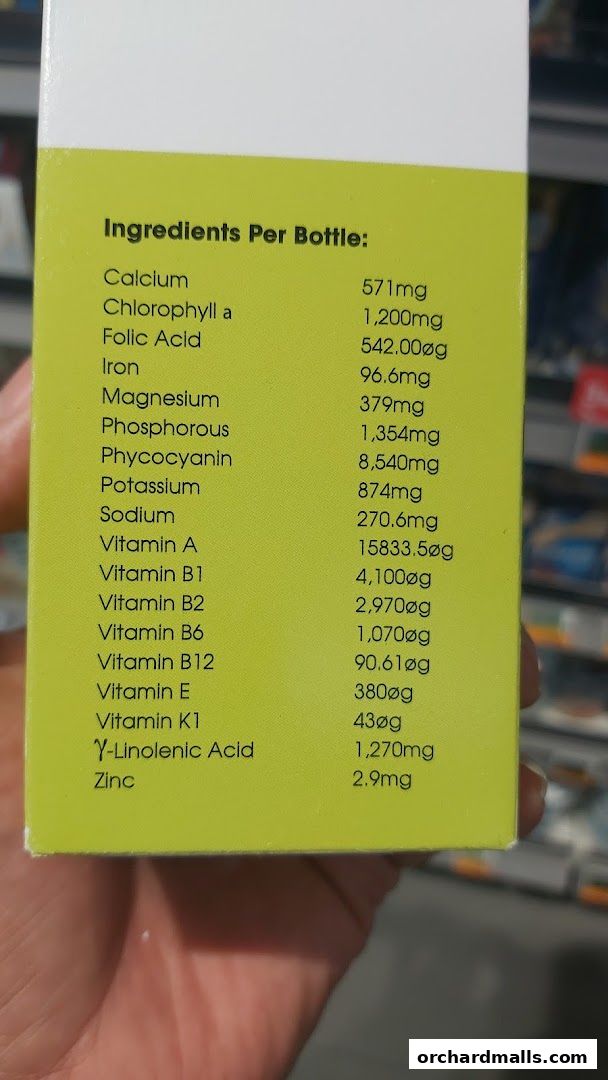 Ingredients Per Bottle:
Calcium 571mg
Chlorophyll a 1,200mg
Folic Acid 542.00øg
Iron 96.6mg
Magnesium 379mg
Phosphorous 1,354mg
Phycocyanin 8,540mg
Potassium 874mg
Sodium 270.6mg
Vitamin A 15833.5øg
Vitamin B1 4,100øg
Vitamin B2 2,970øg
Vitamin B6 1,070øg
Vitamin B12 90.61øg
Vitamin E 380øg
Vitamin K1 43øg
γ-Linolenic Acid 1,270mg
Zinc 2.9mg
orchardmalls.com